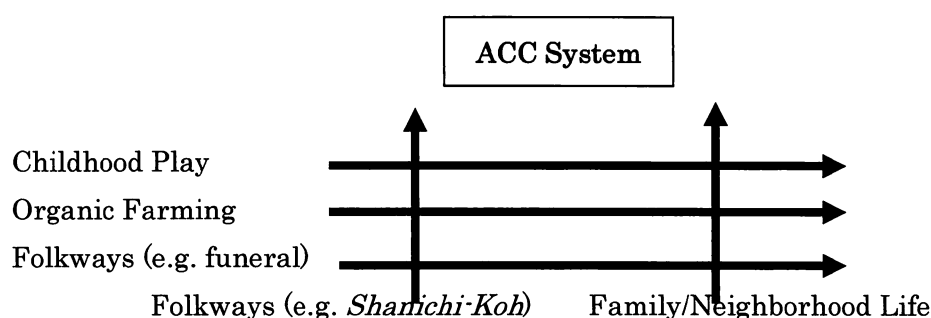 ACC System
Childhood Play
Organic Farming
Folkways (e.g. funeral)
Folkways (e.g. Shanichi-Koh) Family/Neighborhood Life